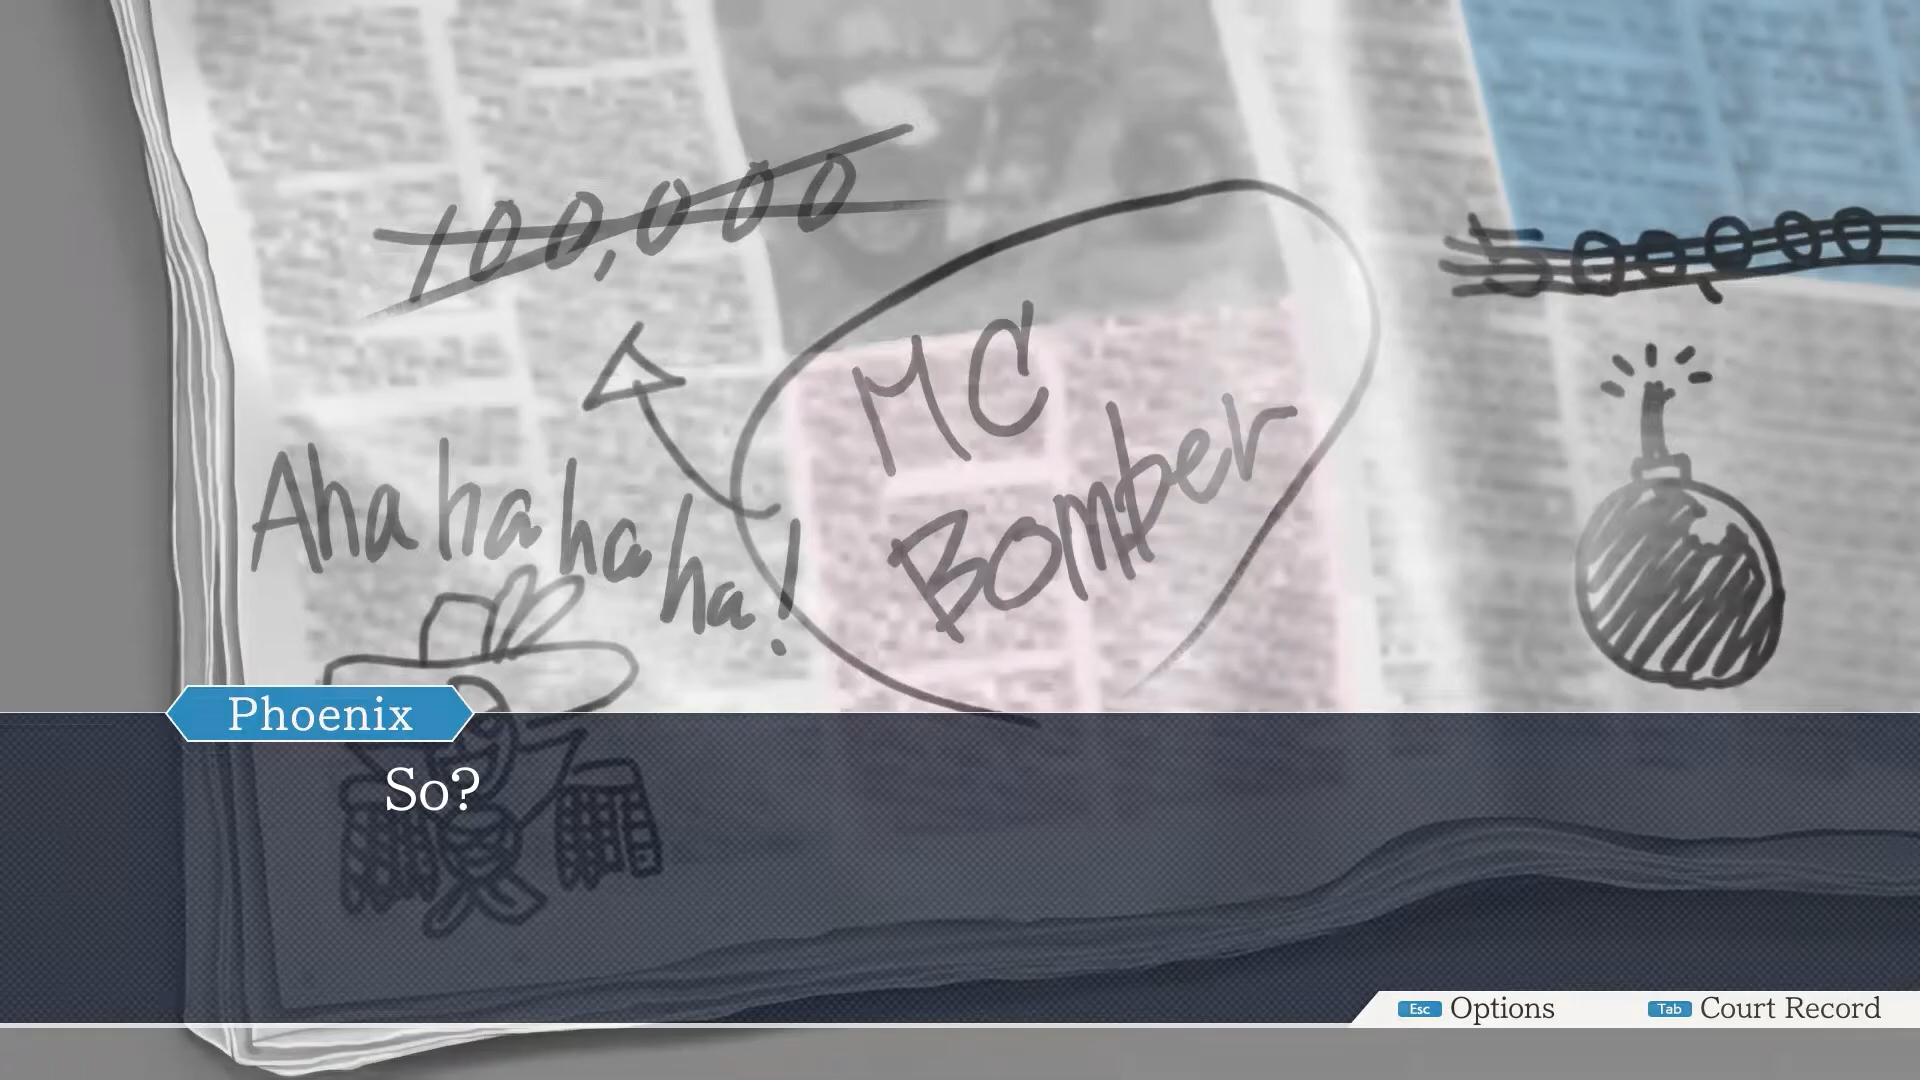 100,000
500,000
MC
Bomber
Ahahahaha!
Phoenix
So?
Esc Options
Tab Court Record